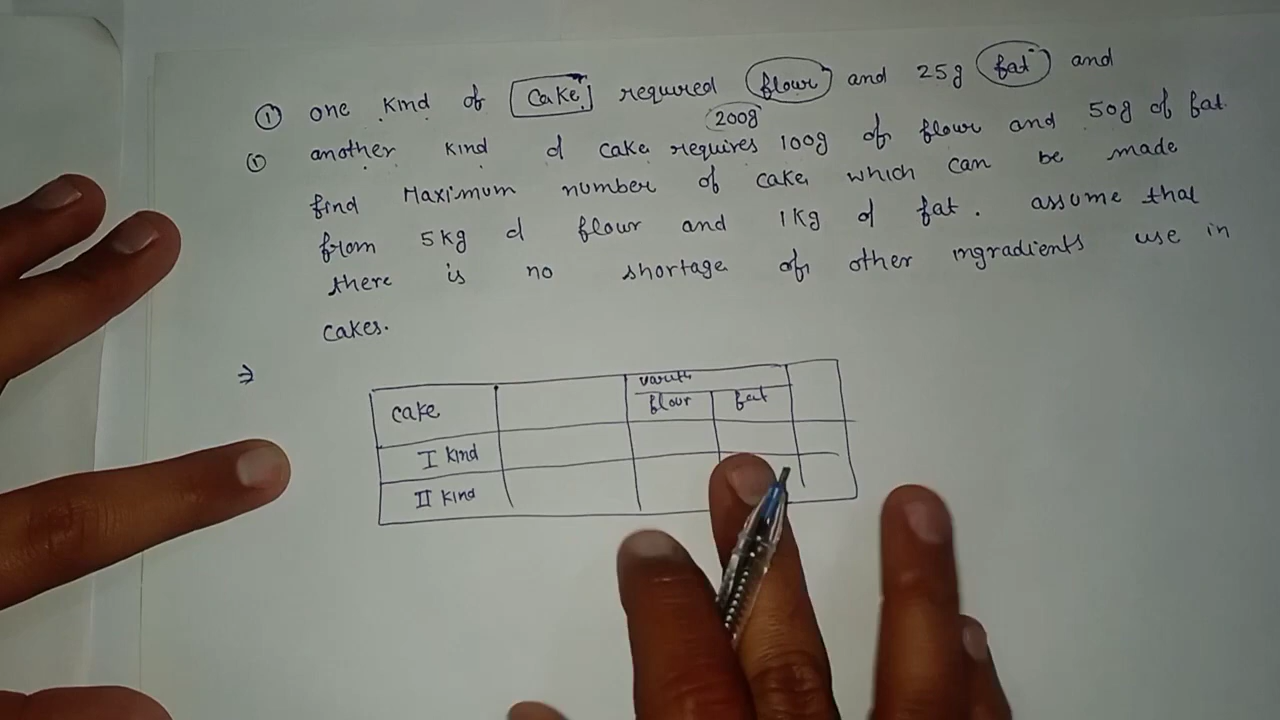 ① one kind of cake required flour and 25g fat and
200g
① another kind of cake requires 100g of flour and 50g of fat.
find Maximum number of cake which can be made
from 5kg of flour and 1kg of fat. assume that
there is no shortage of other ingradients use in
cakes.
⇒
cake
flour fat
I kind
II kind